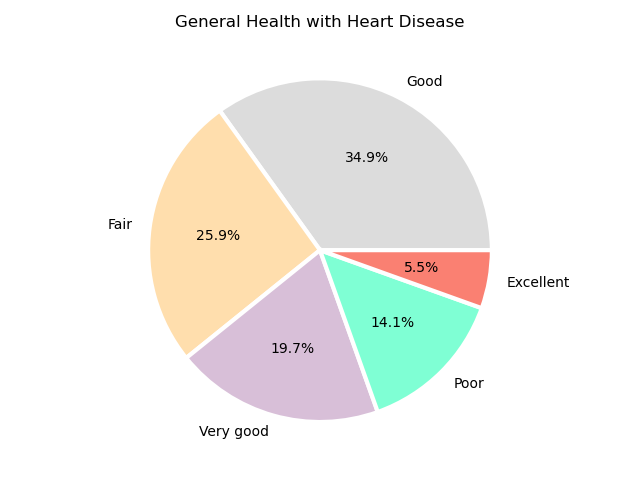 General Health with Heart Disease
Good
34.9%
Fair
25.9%
5.5%
Excellent
14.1%
19.7%
Poor
Very good